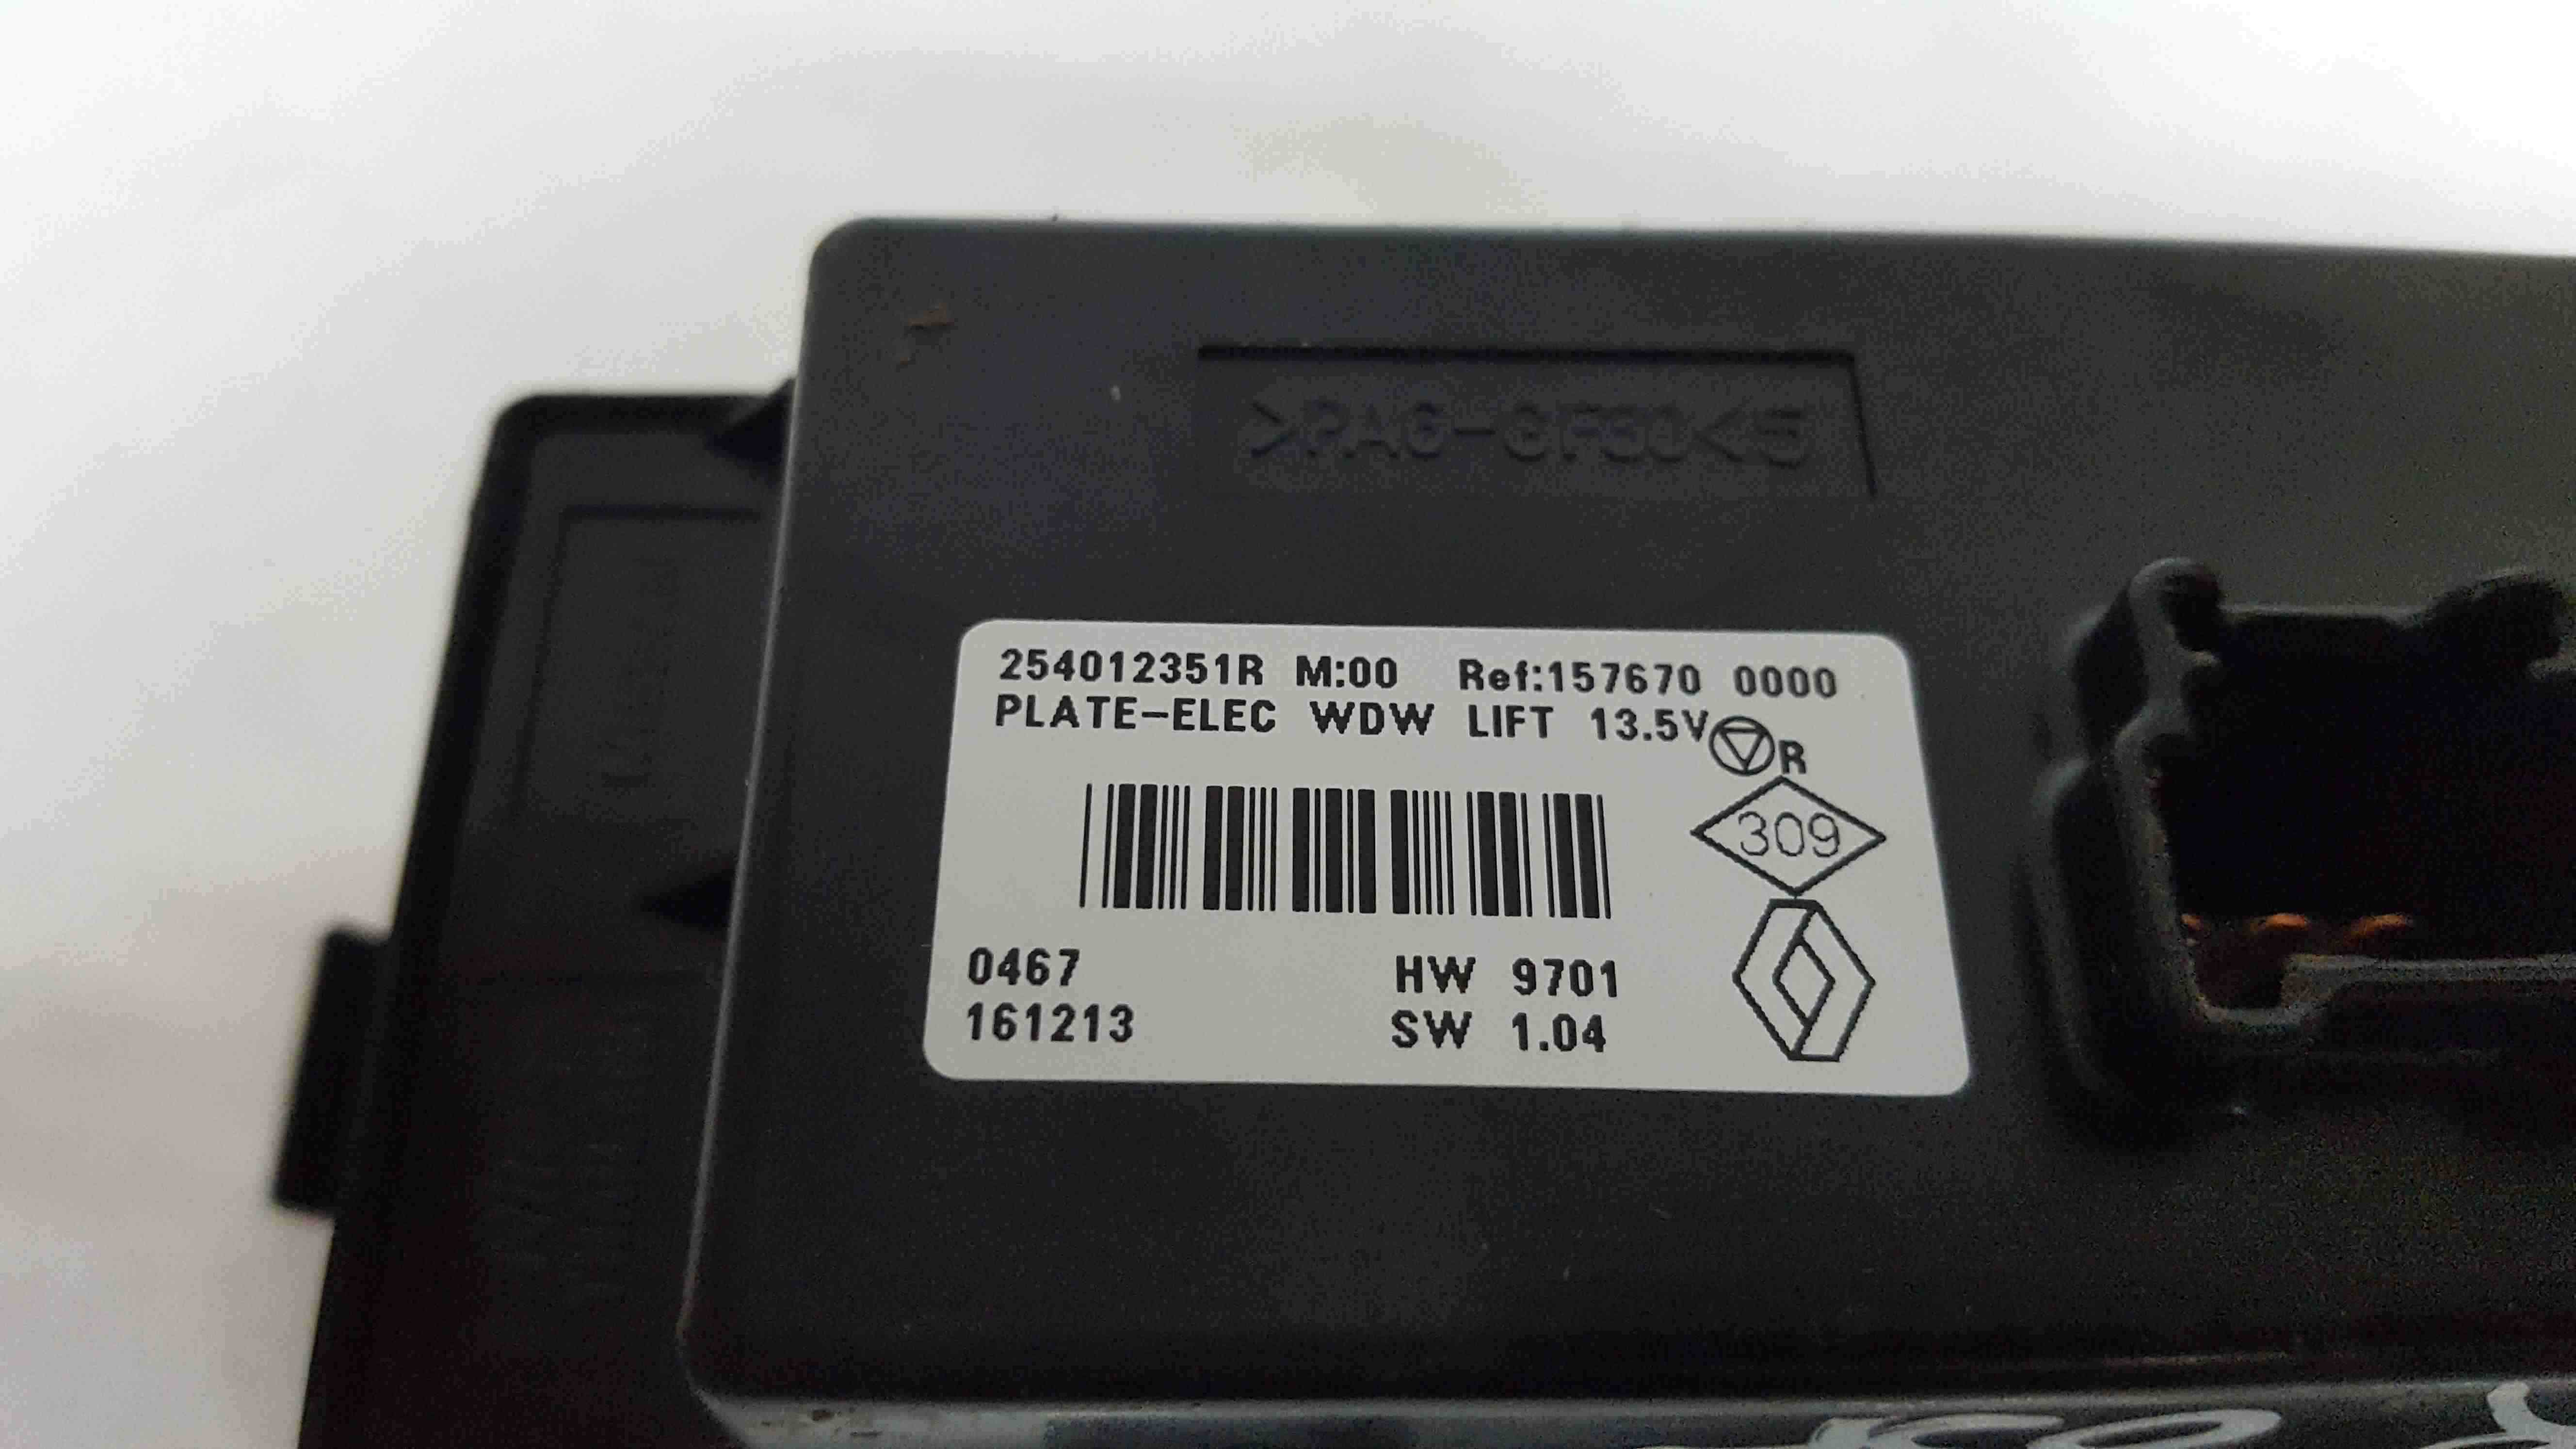 >PA6-GF30<5
254012351R M:00 Ref:157670 0000
PLATE-ELEC WDW LIFT 13.5V
R
309
0467 HW 9701
161213 SW 1.04